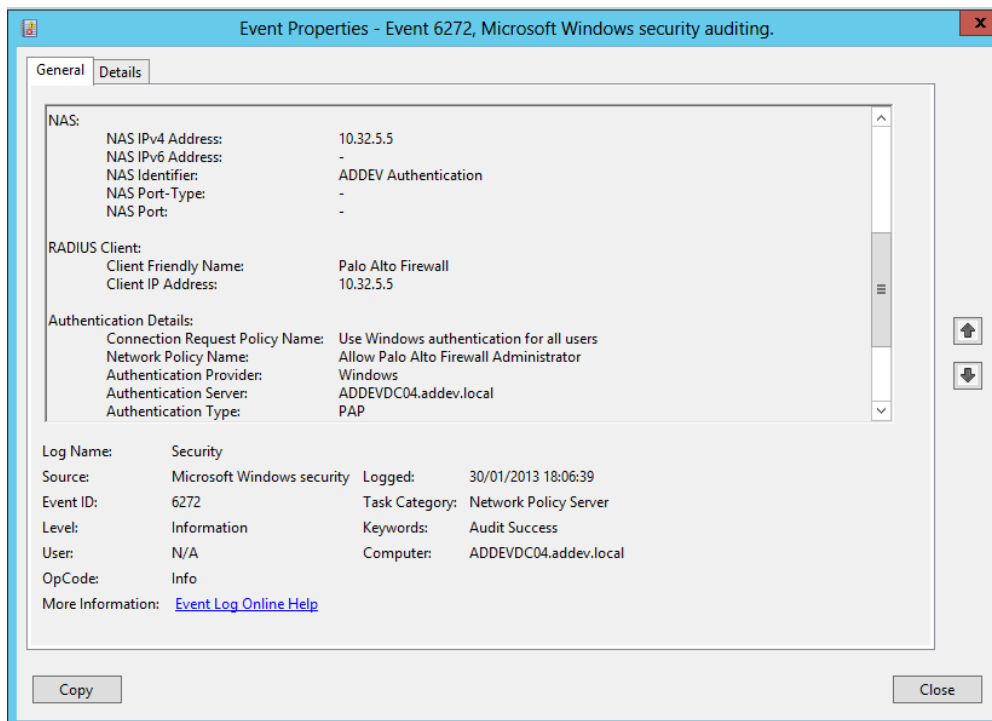 Event Properties - Event 6272, Microsoft Windows security auditing.
x
General Details
NAS:
NAS IPv4 Address: 10.32.5.5
NAS IPv6 Address: -
NAS Identifier: ADDEV Authentication
NAS Port-Type: -
NAS Port: -
RADIUS Client:
Client Friendly Name: Palo Alto Firewall
Client IP Address: 10.32.5.5
Authentication Details:
Connection Request Policy Name: Use Windows authentication for all users
Network Policy Name: Allow Palo Alto Firewall Administrator
Authentication Provider: Windows
Authentication Server: ADDEVDC04.addev.local
Authentication Type: PAP
Log Name: Security
Source: Microsoft Windows security Logged: 30/01/2013 18:06:39
Event ID: 6272 Task Category: Network Policy Server
Level: Information Keywords: Audit Success
User: N/A Computer: ADDEVDC04.addev.local
OpCode: Info
More Information: Event Log Online Help
Copy Close